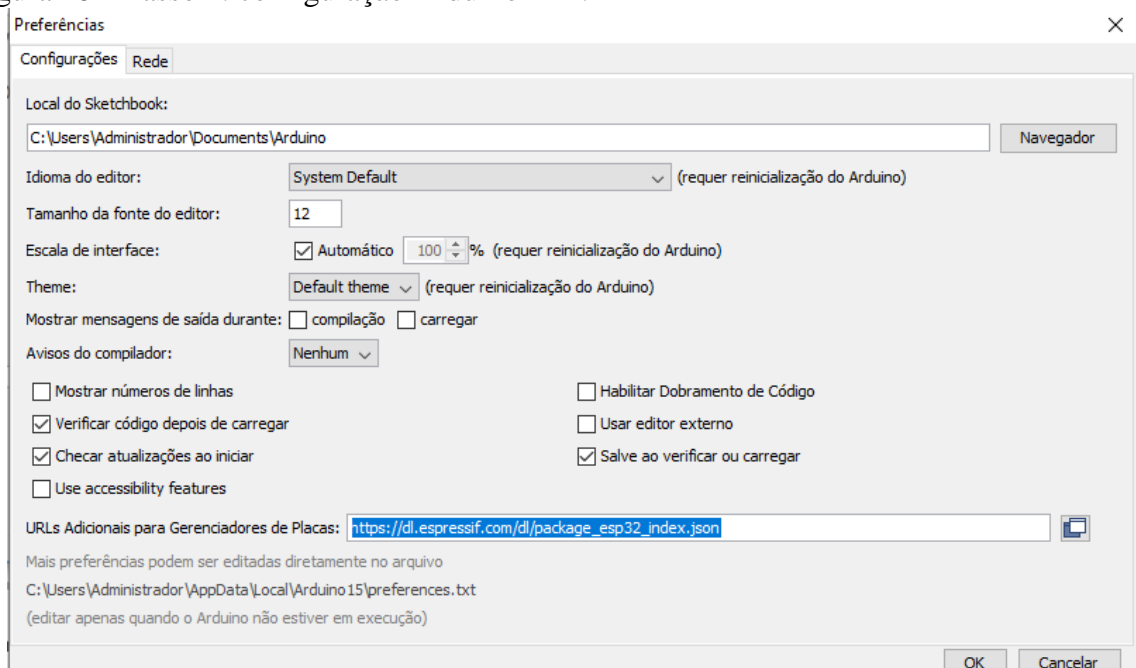 Preferências
Configurações Rede
Local do Sketchbook:
C:\Users\Administrador\Documents\Arduino Navegador
Idioma do editor: System Default (requer reinicialização do Arduino)
Tamanho da fonte do editor: 12
Escala de interface: Automático 100 % (requer reinicialização do Arduino)
Theme: Default theme (requer reinicialização do Arduino)
Mostrar mensagens de saída durante: compilação carregar
Avisos do compilador: Nenhum
Mostrar números de linhas Habilitar Dobramento de Código
Verificar código depois de carregar Usar editor externo
Checar atualizações ao iniciar Salve ao verificar ou carregar
Use accessibility features
URLs Adicionais para Gerenciadores de Placas: https://dl.espressif.com/dl/package_esp32_index.json
Mais preferências podem ser editadas diretamente no arquivo
C:\Users\Administrador\AppData\Local\Arduino15\preferences.txt
(editar apenas quando o Arduino não estiver em execução)
OK Cancelar